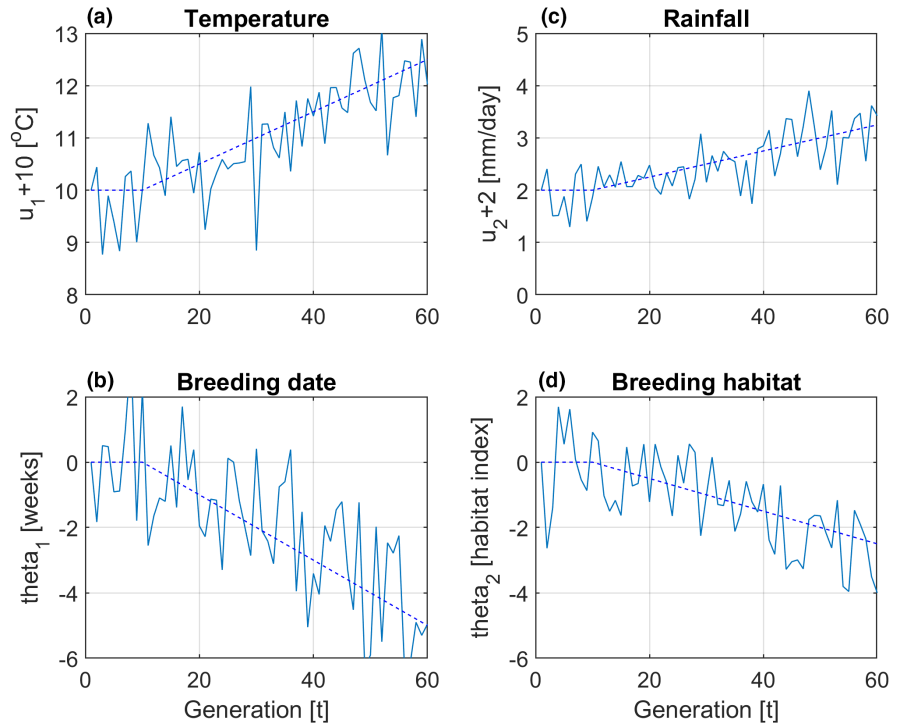 (a) Temperature
u1+10 [oC]
13
12
11
10
9
8
0 20 40 60
(c) Rainfall
u2+2 [mm/day]
5
4
3
2
1
0
0 20 40 60
(b) Breeding date
theta1 [weeks]
2
0
-2
-4
-6
0 20 40 60
Generation [t]
(d) Breeding habitat
theta2 [habitat index]
2
0
-2
-4
-6
0 20 40 60
Generation [t]